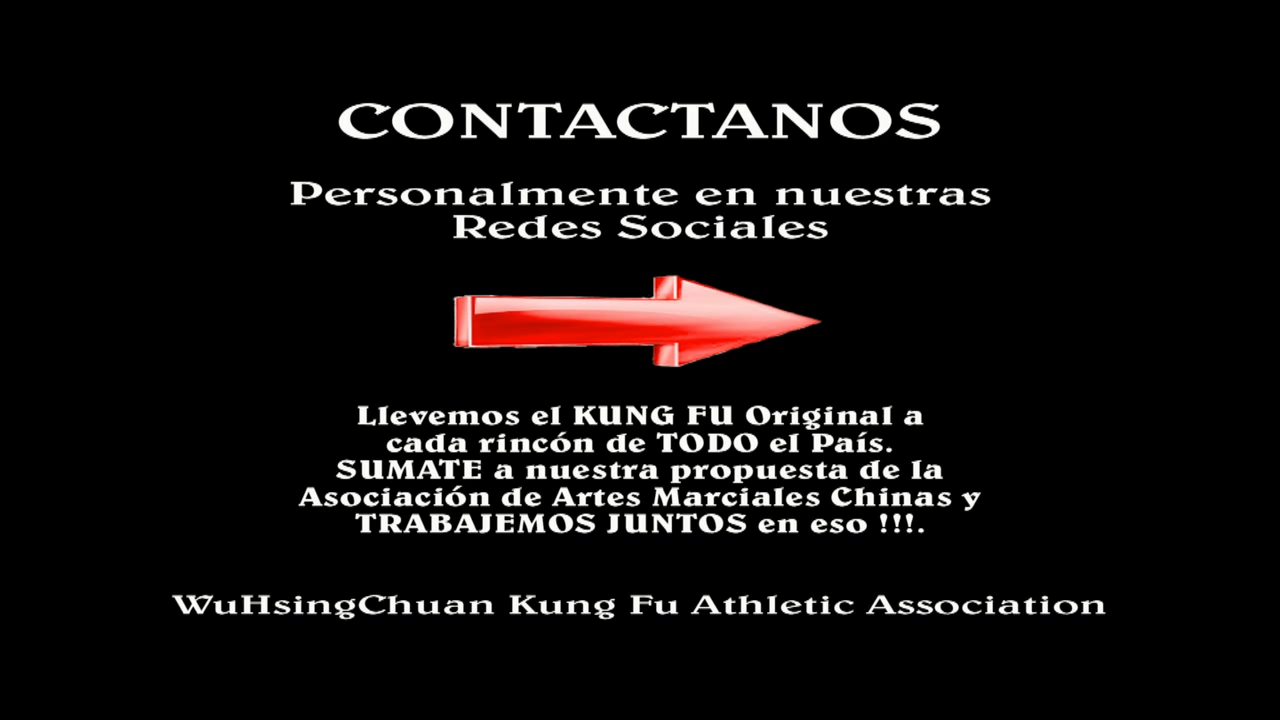 CONTACTANOS
Personalmente en nuestras
Redes Sociales
Llevemos el KUNG FU Original a
cada rincón de TODO el País.
SUMATE a nuestra propuesta de la
Asociación de Artes Marciales Chinas y
TRABAJEMOS JUNTOS en eso !!!.
WuHsingChuan Kung Fu Athletic Association